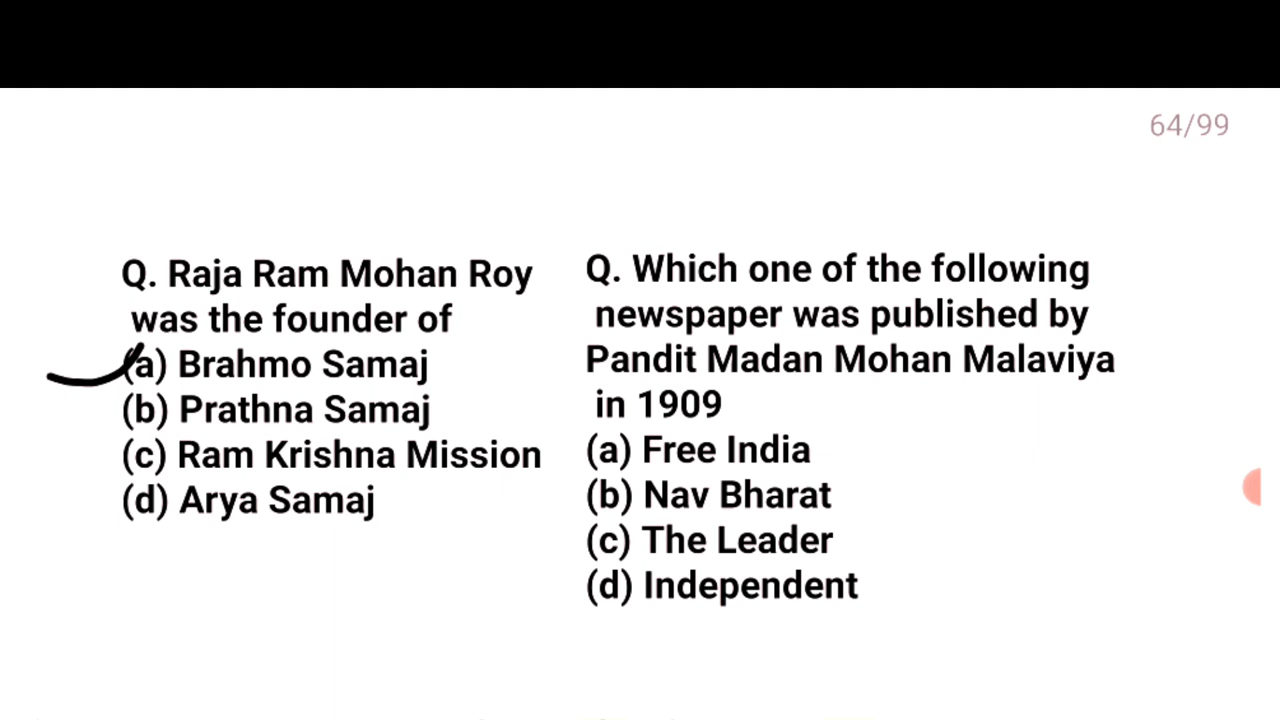 64/99
Q. Raja Ram Mohan Roy
was the founder of
(a) Brahmo Samaj
(b) Prathna Samaj
(c) Ram Krishna Mission
(d) Arya Samaj
Q. Which one of the following
newspaper was published by
Pandit Madan Mohan Malaviya
in 1909
(a) Free India
(b) Nav Bharat
(c) The Leader
(d) Independent